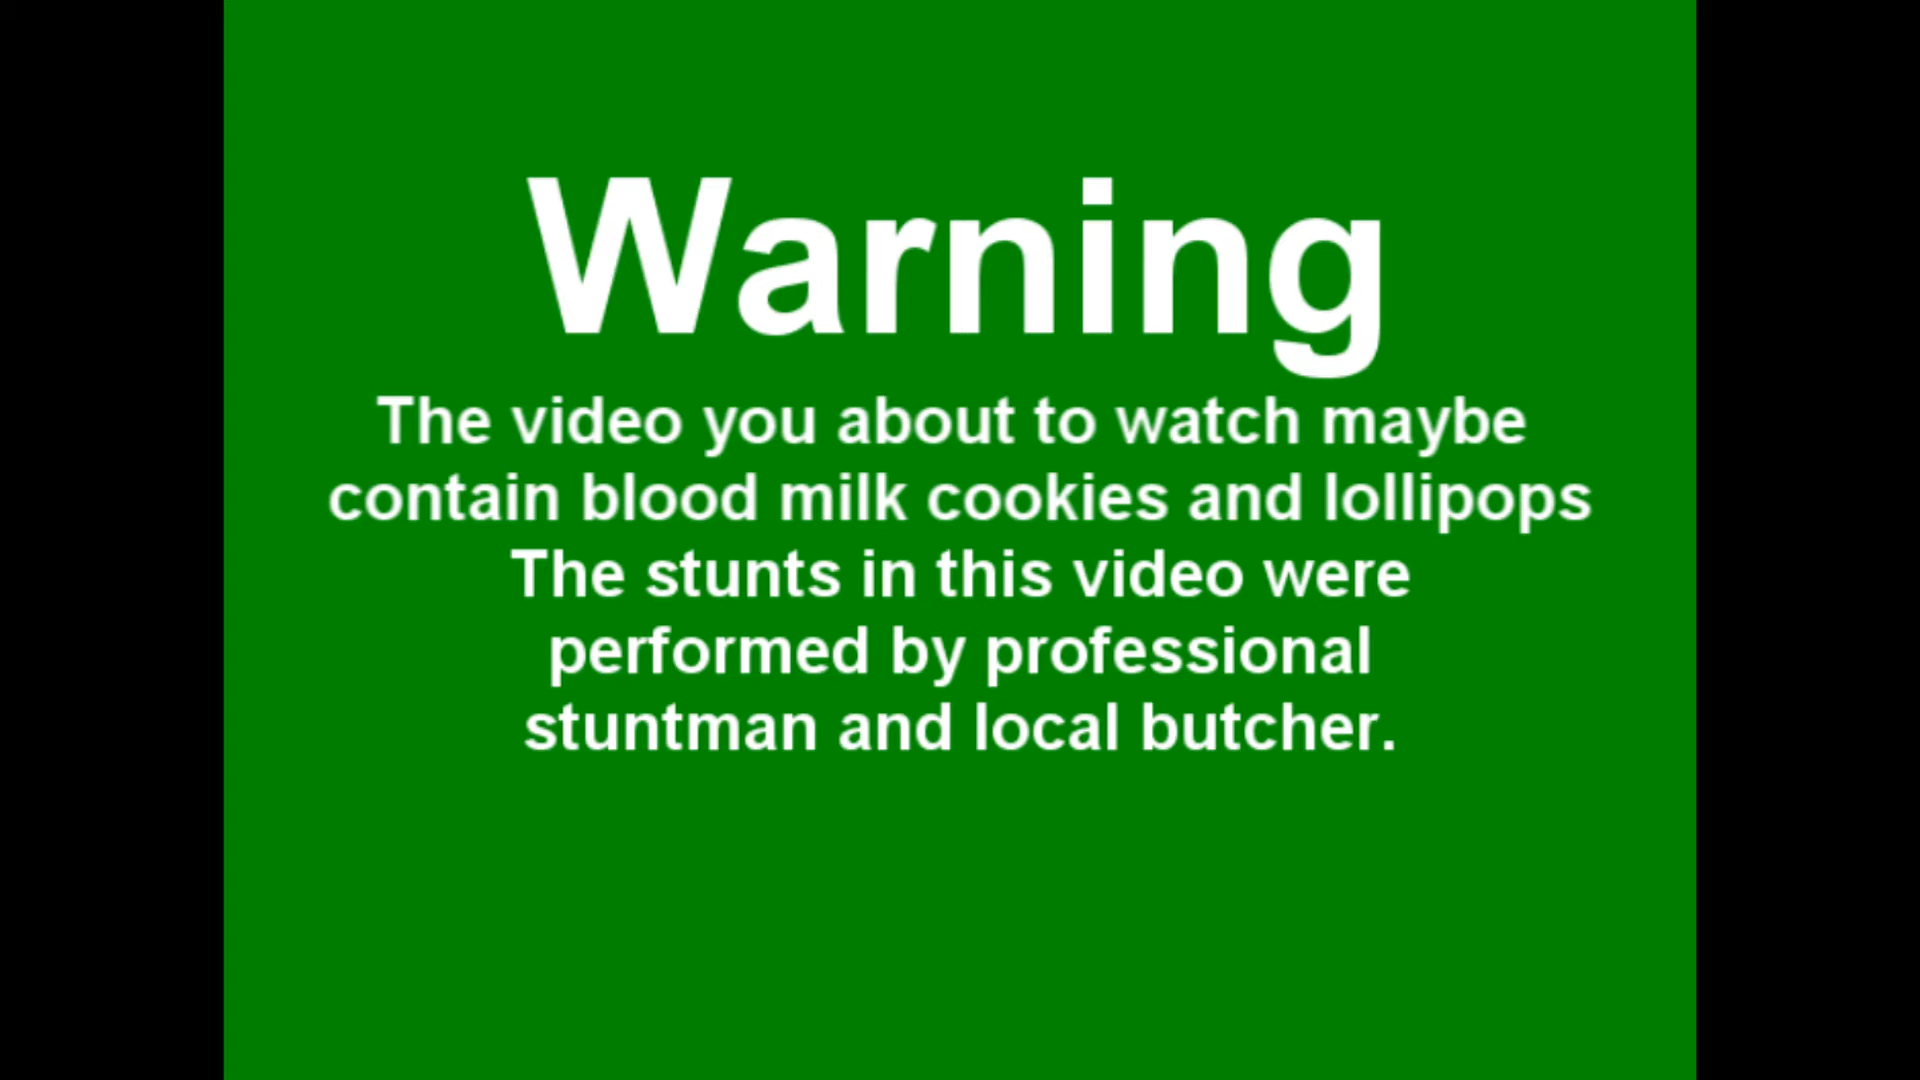 Warning
The video you about to watch maybe
contain blood milk cookies and lollipops
The stunts in this video were
performed by professional
stuntman and local butcher.